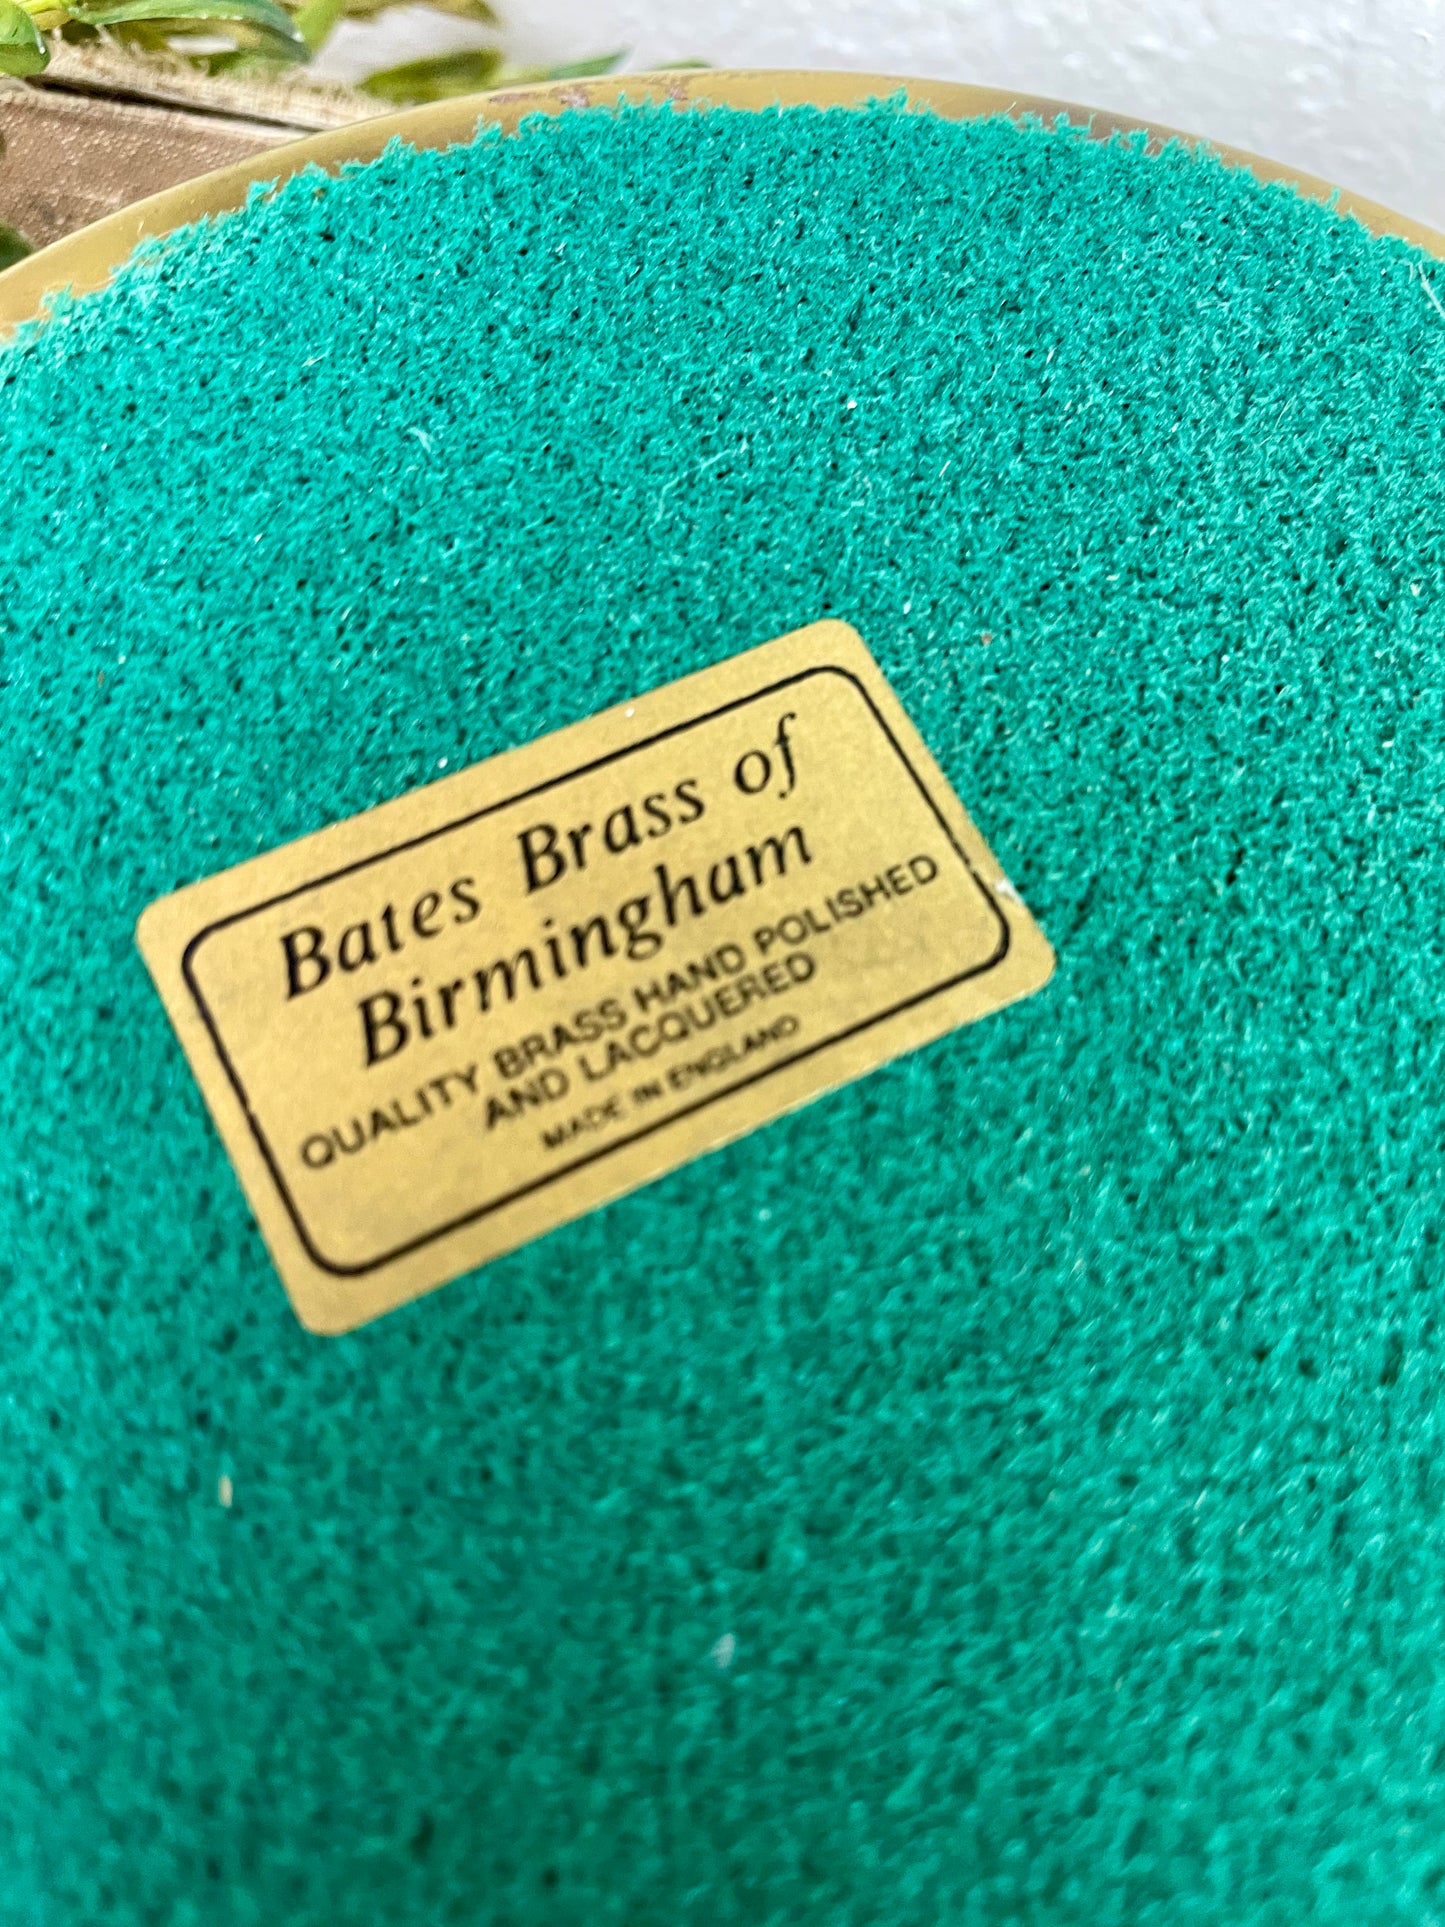 Bates Brass of
Birmingham
QUALITY BRASS HAND POLISHED
AND LACQUERED
MADE IN ENGLAND